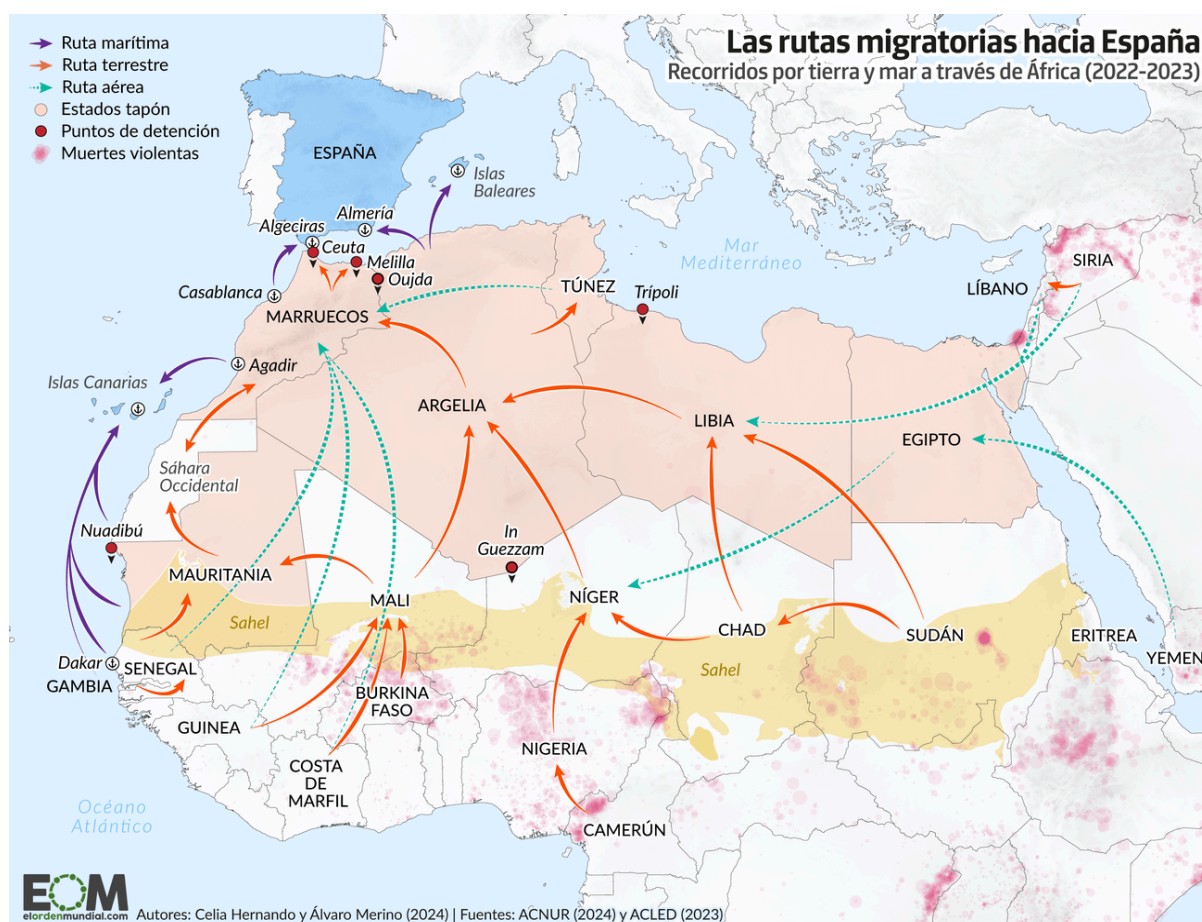 Las rutas migratorias hacia España
Recorridos por tierra y mar a través de África (2022-2023)
Ruta marítima
Ruta terrestre
Ruta aérea
Estados tapón
Puntos de detención
Muertes violentas
ESPAÑA
Islas
Baleares
Almería
Algeciras
Ceuta
Melilla
Oujda
Casablanca
MARRUECOS
TÚNEZ
Trípoli
Mar
Mediterráneo
SIRIA
LÍBANO
Agadir
Islas Canarias
ARGELIA
LIBIA
EGIPTO
Sáhara
Occidental
Nuadibú
In
Guezzam
MAURITANIA
MALI
NÍGER
CHAD
SUDÁN
ERITREA
YEMEN
Sahel
Sahel
Dakar
SENEGAL
GAMBIA
BURKINA
FASO
GUINEA
NIGERIA
COSTA
DE
MARFIL
CAMERÚN
Océano
Atlántico
EOM
elordenmundial.com
Autores: Celia Hernando y Álvaro Merino (2024) | Fuentes: ACNUR (2024) y ACLED (2023)